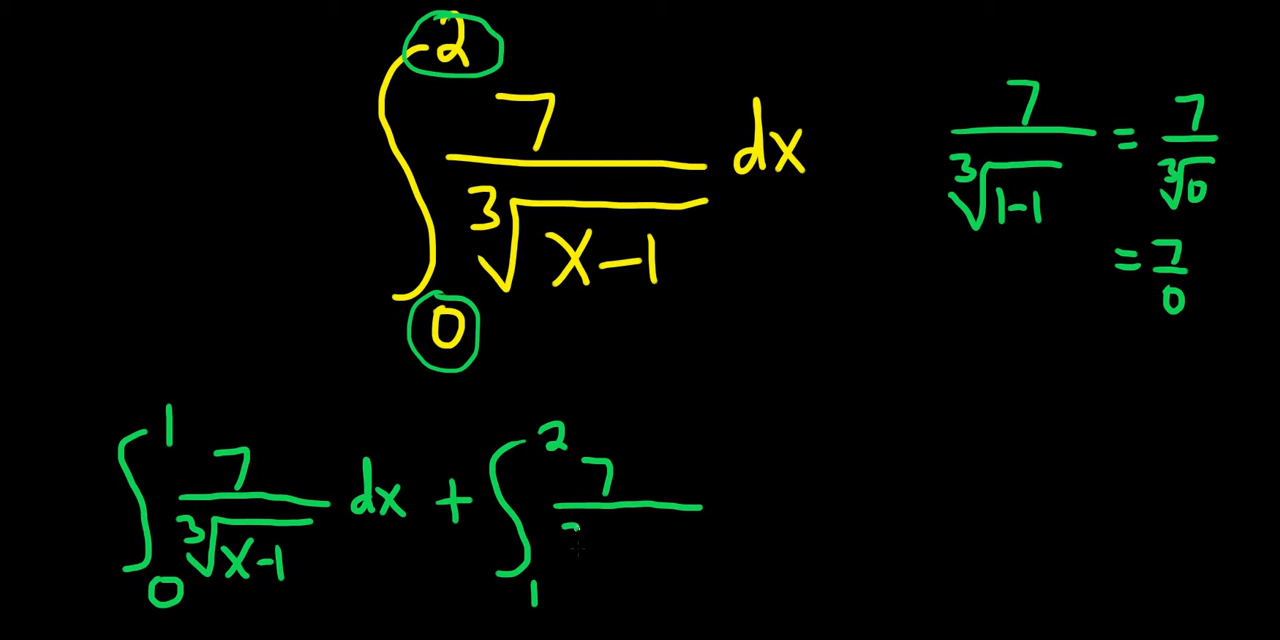 ∫₀² 7/∛(x-1) dx
7/∛(1-1) = 7/∛0
= 7/0
∫₀¹ 7/∛(x-1) dx + ∫₁² 7/